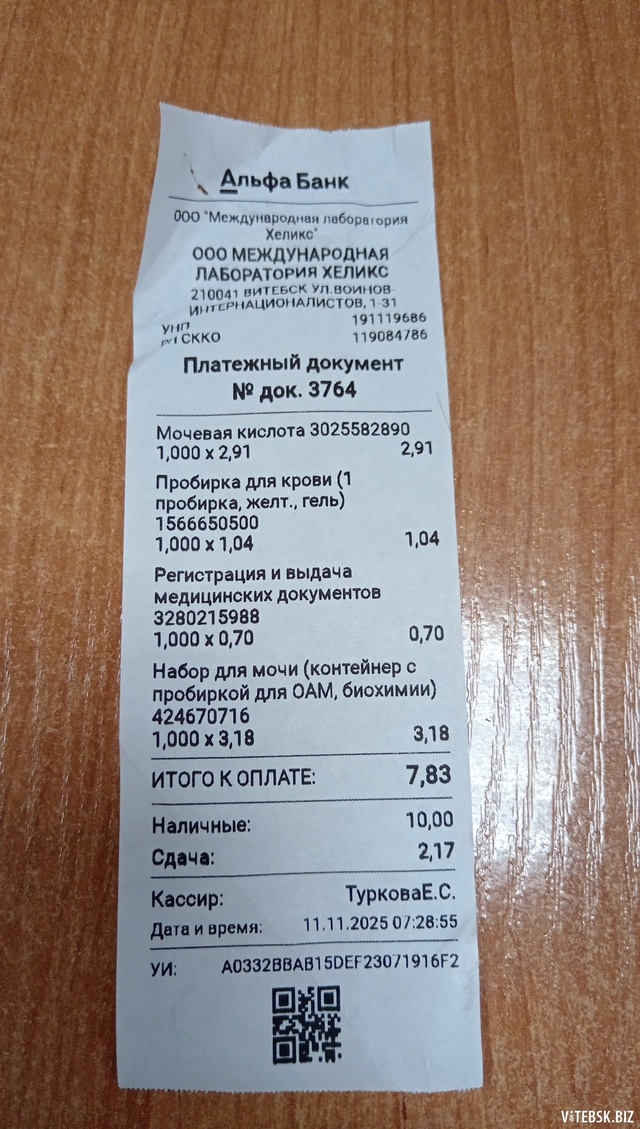 Альфа Банк
ООО "Международная лаборатория
Хеликс"
ООО МЕЖДУНАРОДНАЯ
ЛАБОРАТОРИЯ ХЕЛИКС
210041 ВИТЕБСК УЛ.ВОИНОВ-
ИНТЕРНАЦИОНАЛИСТОВ, 1-31
УНП 191119686
СККО 119084786
Платежный документ
№ док. 3764
Мочевая кислота 3025582890
1,000 x 2,91 2,91
Пробирка для крови (1
пробирка, желт., гель)
1566650500
1,000 x 1,04 1,04
Регистрация и выдача
медицинских документов
3280215988
1,000 x 0,70 0,70
Набор для мочи (контейнер с
пробиркой для ОАМ, биохимии)
424670716
1,000 x 3,18 3,18
ИТОГО К ОПЛАТЕ: 7,83
Наличные: 10,00
Сдача: 2,17
Кассир: ТурковаЕ.С.
Дата и время: 11.11.2025 07:28:55
УИ: A0332BBAB15DEF23071916F2
VITEBSK.BIZ